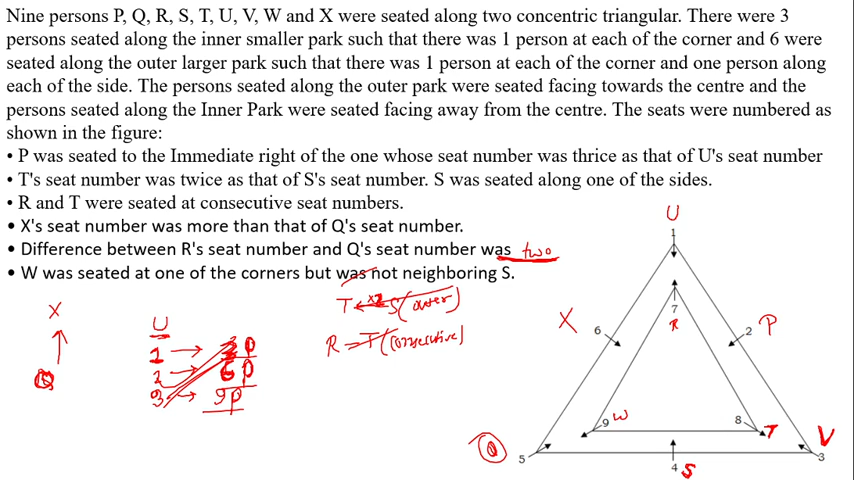 Nine persons P, Q, R, S, T, U, V, W and X were seated along two concentric triangular. There were 3
persons seated along the inner smaller park such that there was 1 person at each of the corner and 6 were
seated along the outer larger park such that there was 1 person at each of the corner and one person along
each of the side. The persons seated along the outer park were seated facing towards the centre and the
persons seated along the Inner Park were seated facing away from the centre. The seats were numbered as
shown in the figure:
• P was seated to the Immediate right of the one whose seat number was thrice as that of U's seat number
• T's seat number was twice as that of S's seat number. S was seated along one of the sides.
• R and T were seated at consecutive seat numbers.
• X's seat number was more than that of Q's seat number.
• Difference between R's seat number and Q's seat number was two
• W was seated at one of the corners but was not neighboring S.
T ← x2 S(outer)
R = T(consecutive)
X
Q
U
1 → 3 P
2 → 6 P
3 → 9 P
U
1
7
R
X 6
2 P
9 W
8 T
V
Q 5
4 S
3